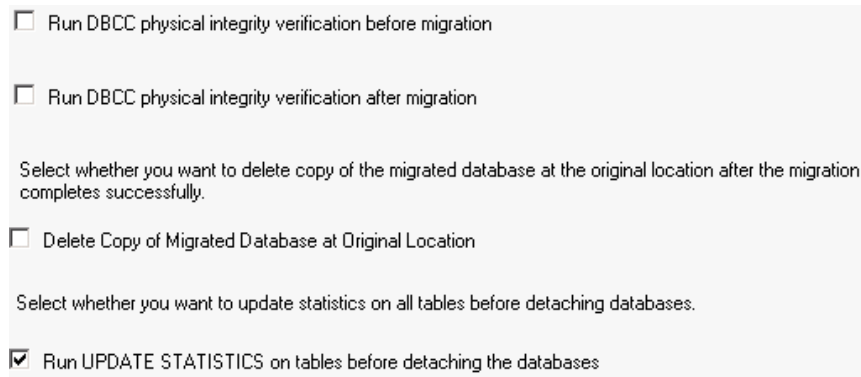 Run DBCC physical integrity verification before migration
Run DBCC physical integrity verification after migration
Select whether you want to delete copy of the migrated database at the original location after the migration
completes successfully.
Delete Copy of Migrated Database at Original Location
Select whether you want to update statistics on all tables before detaching databases.
Run UPDATE STATISTICS on tables before detaching the databases